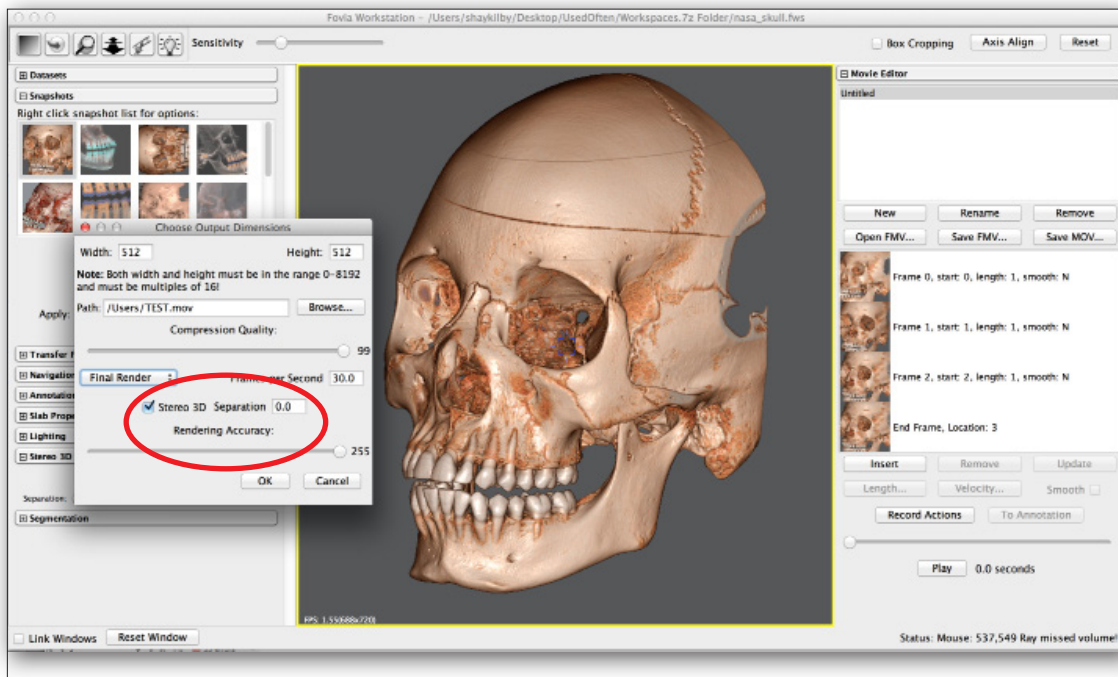 Fovia Workstation - /Users/shaykilby/Desktop/UsedOften/Workspaces.7z Folder/nasa_skull.fws
Sensitivity
Box Cropping
Axis Align
Reset
Datasets
Snapshots
Right click snapshot list for options:
Apply:
Transfer
Navigation
Annotation
Slab Prope
Lighting
Stereo 3D
Separation:
Segmentation
Choose Output Dimensions
Width: 512
Height: 512
Note: Both width and height must be in the range 0-8192
and must be multiples of 16!
Path: /Users/TEST.mov
Browse...
Compression Quality:
99
Final Render
Frames per Second 30.0
Stereo 3D Separation 0.0
Rendering Accuracy:
255
OK
Cancel
FPS: 1.55(688x720)
Movie Editor
Untitled
New
Rename
Remove
Open FMV...
Save FMV...
Save MOV...
Frame 0, start: 0, length: 1, smooth: N
Frame 1, start: 1, length: 1, smooth: N
Frame 2, start: 2, length: 1, smooth: N
End Frame, Location: 3
Insert
Remove
Update
Length...
Velocity...
Smooth
Record Actions
To Annotation
Play
0.0 seconds
Link Windows
Reset Window
Status: Mouse: 537,549 Ray missed volume!